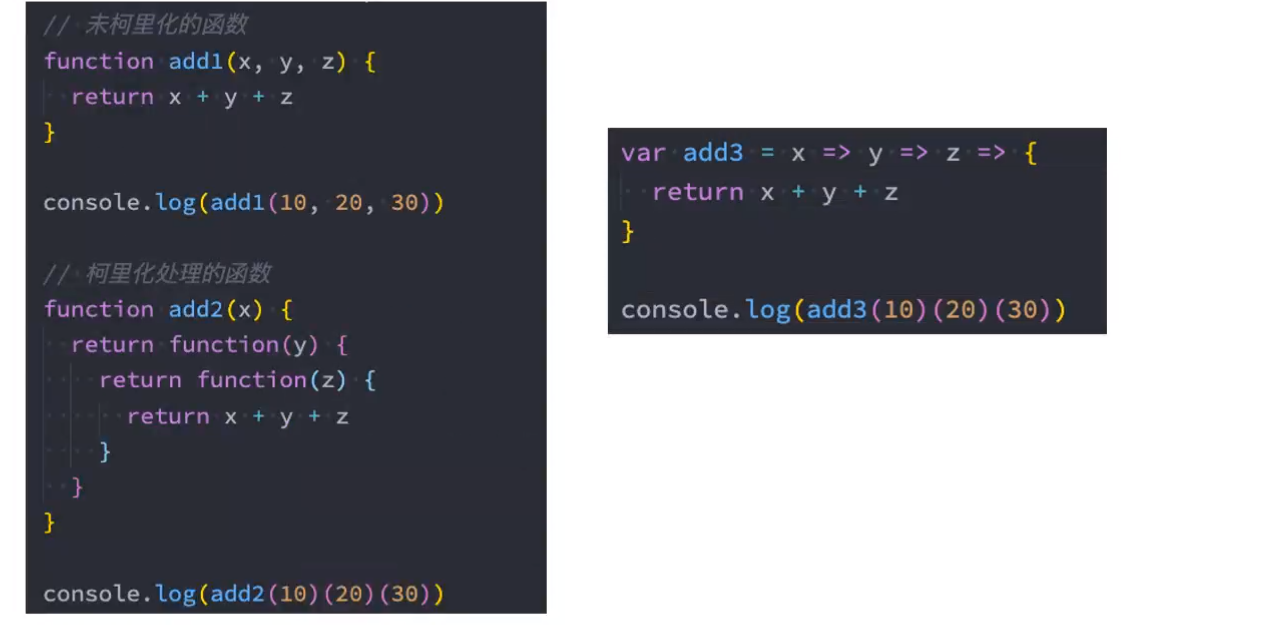 // 未柯里化的函数
function add1(x, y, z) {
  return x + y + z
}
console.log(add1(10, 20, 30))
// 柯里化处理的函数
function add2(x) {
  return function(y) {
    return function(z) {
      return x + y + z
    }
  }
}
console.log(add2(10)(20)(30))
var add3 = x => y => z => {
  return x + y + z
}
console.log(add3(10)(20)(30))